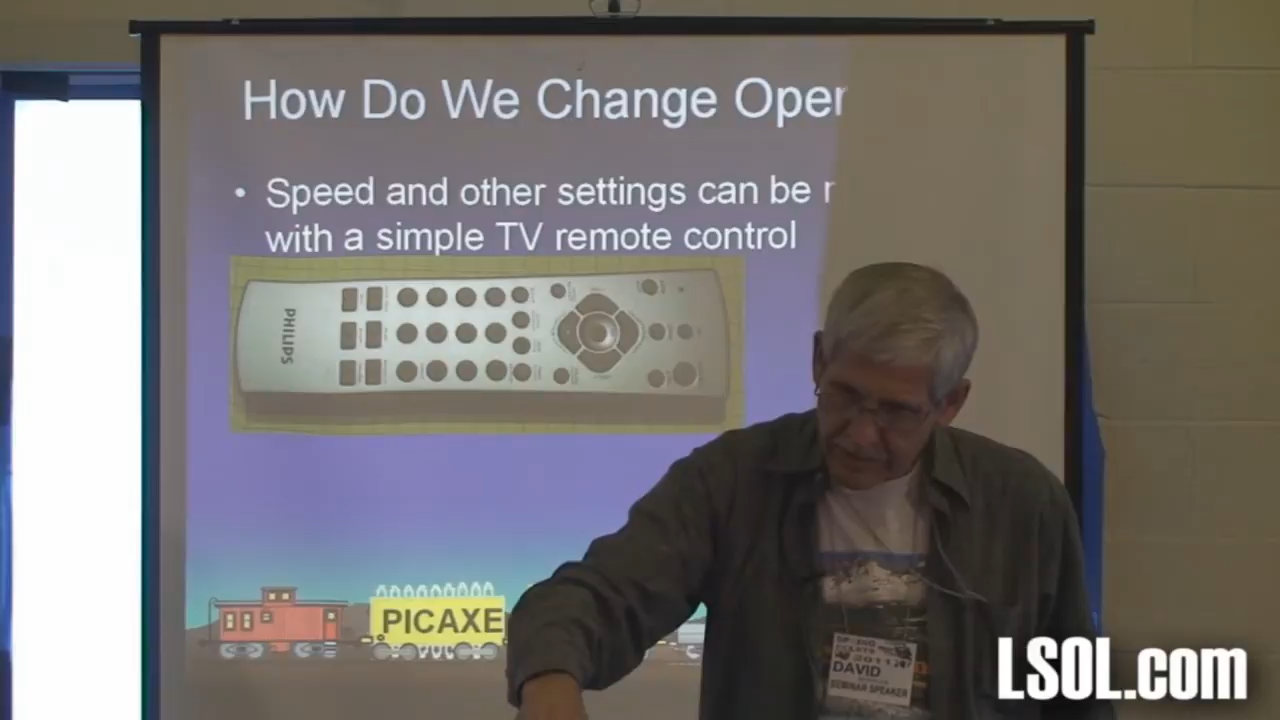 How Do We Change Oper
• Speed and other settings can be r
with a simple TV remote control
PHILIPS
PICAXE
2011
DAVID
SEMINAR SPEAKER
LSOL.com